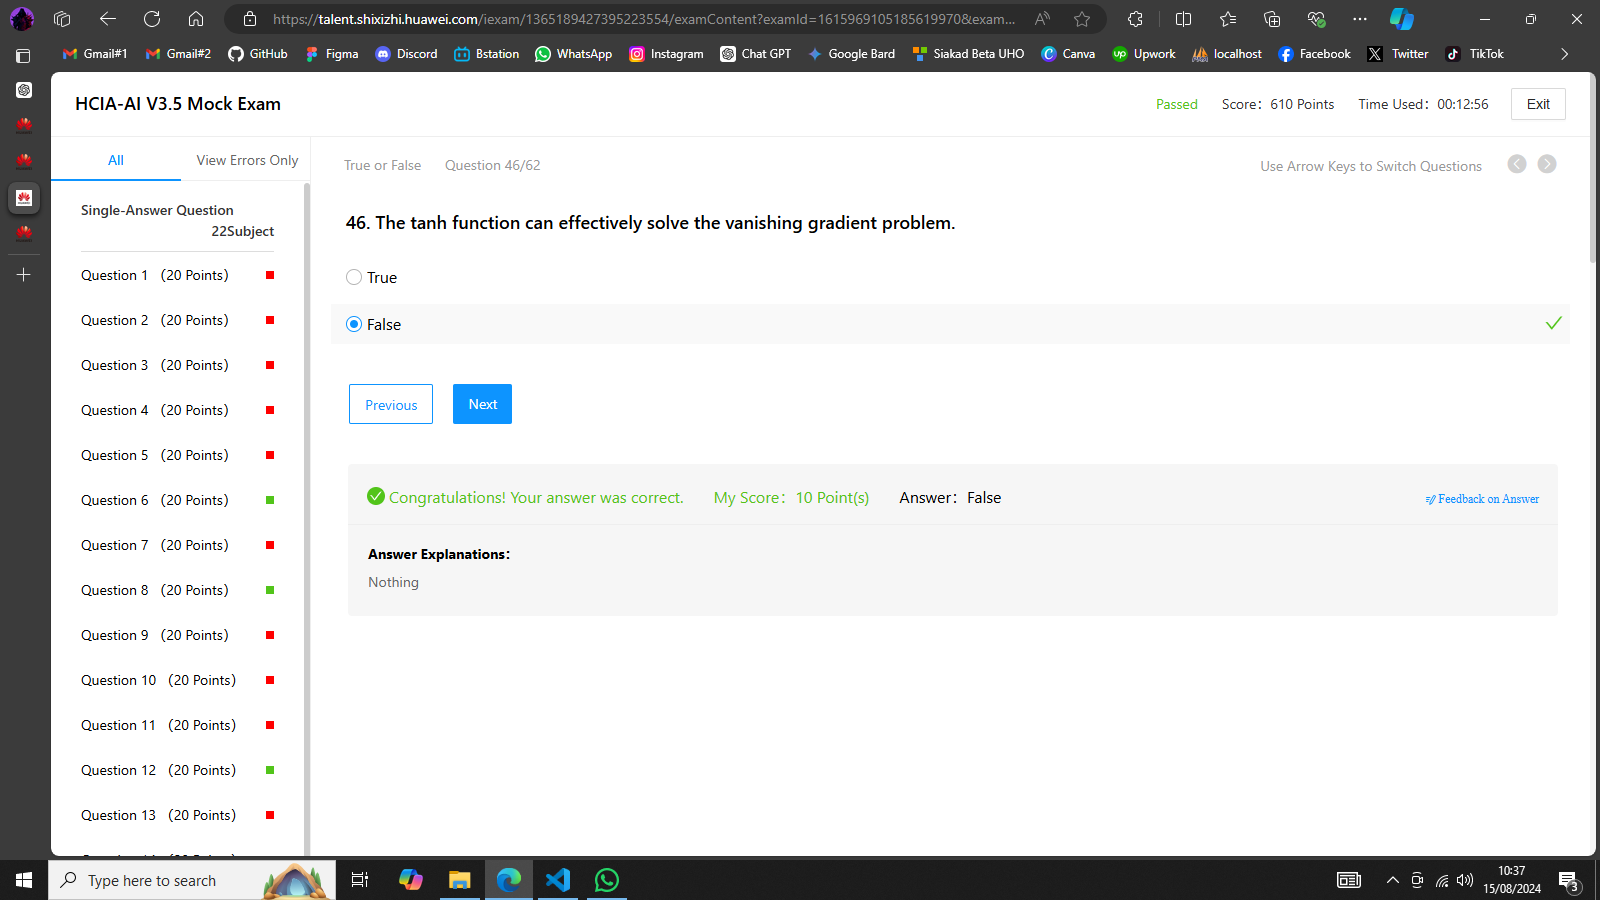 https://talent.shixizhi.huawei.com/iexam/1365189427395223554/examContent?examId=1615969105185619970&exam...
Gmail#1 Gmail#2 GitHub Figma Discord Bstation WhatsApp Instagram Chat GPT Google Bard Siakad Beta UHO Canva Upwork localhost Facebook Twitter TikTok
HCIA-AI V3.5 Mock Exam
Passed Score: 610 Points Time Used: 00:12:56 Exit
All View Errors Only
True or False Question 46/62 Use Arrow Keys to Switch Questions
Single-Answer Question
22Subject
46. The tanh function can effectively solve the vanishing gradient problem.
True
False
Previous Next
Congratulations! Your answer was correct. My Score: 10 Point(s) Answer: False Feedback on Answer
Answer Explanations:
Nothing
Question 1 (20 Points)
Question 2 (20 Points)
Question 3 (20 Points)
Question 4 (20 Points)
Question 5 (20 Points)
Question 6 (20 Points)
Question 7 (20 Points)
Question 8 (20 Points)
Question 9 (20 Points)
Question 10 (20 Points)
Question 11 (20 Points)
Question 12 (20 Points)
Question 13 (20 Points)
Type here to search
10:37
15/08/2024
3